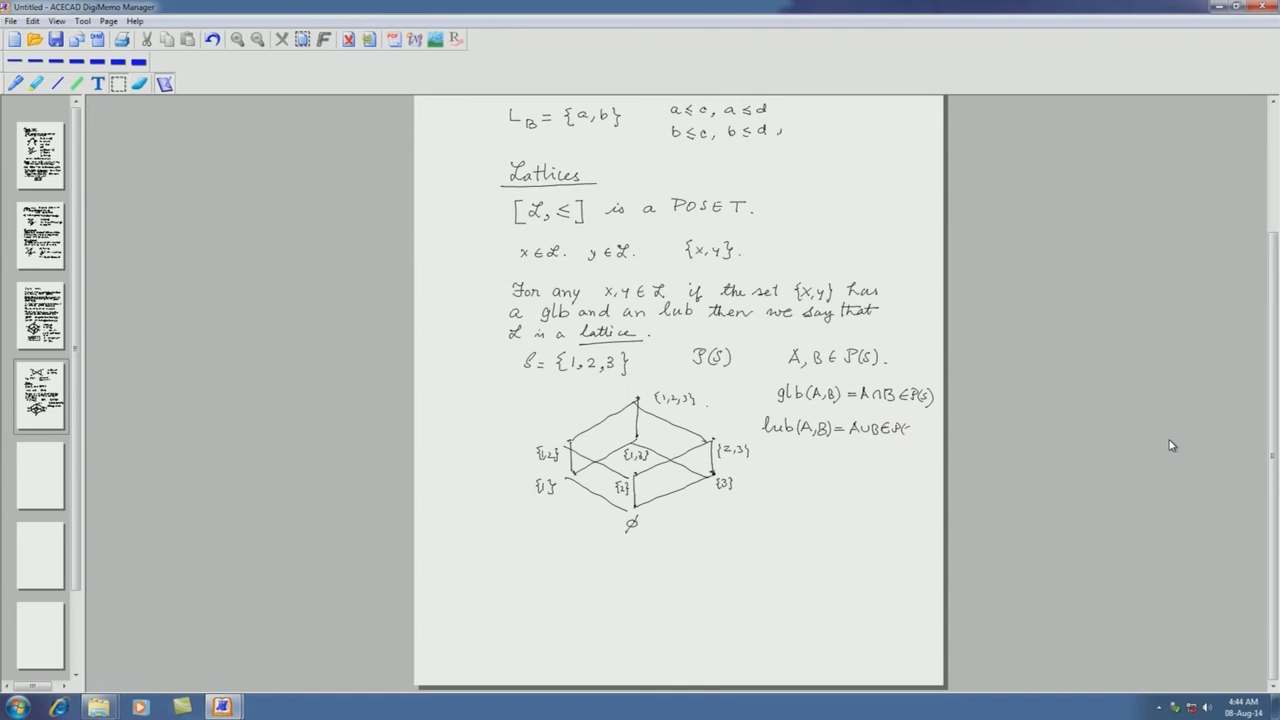 Untitled - ACECAD DigiMemo Manager
File Edit View Tool Page Help
L_B = {a, b} a ≤ c, a ≤ d
b ≤ c, b ≤ d ,
Lattices
[L, ≤] is a POSET.
x ∈ L. y ∈ L. {x, y}.
For any x, y ∈ L if the set {x, y} has
a glb and an lub then we say that
L is a lattice.
S = {1, 2, 3} P(S) A, B ∈ P(S).
{1,2,3} glb(A,B) = A∩B ∈ P(S)
lub(A,B) = A∪B ∈ P(
{1,2} {1,3} {2,3}
{1} {2} {3}
ø
4:44 AM
08-Aug-14